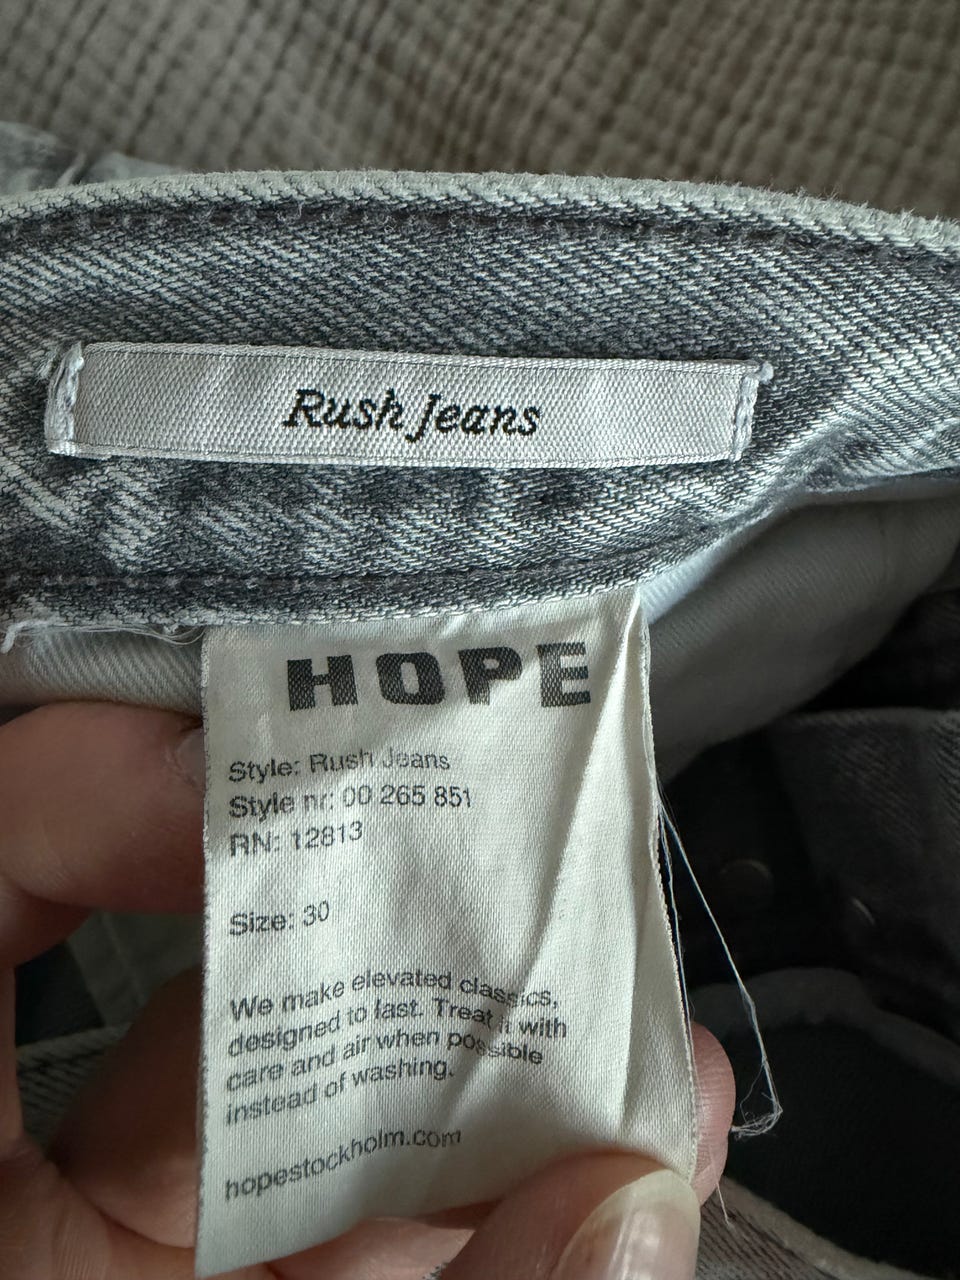 Rush Jeans
HOPE
Style: Rush Jeans
Style nr: 00 265 851
RN: 12813
Size: 30
We make elevated classics,
designed to last. Treat it with
care and air when possible
instead of washing.
hopestockholm.com